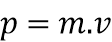 p = m.v